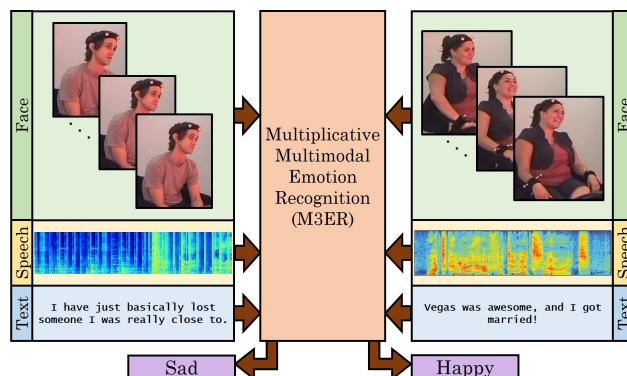 Face
Speech
Text
I have just basically lost
someone I was really close to.
Multiplicative
Multimodal
Emotion
Recognition
(M3ER)
Face
Speech
Text
Vegas was awesome, and I got
married!
Sad
Happy